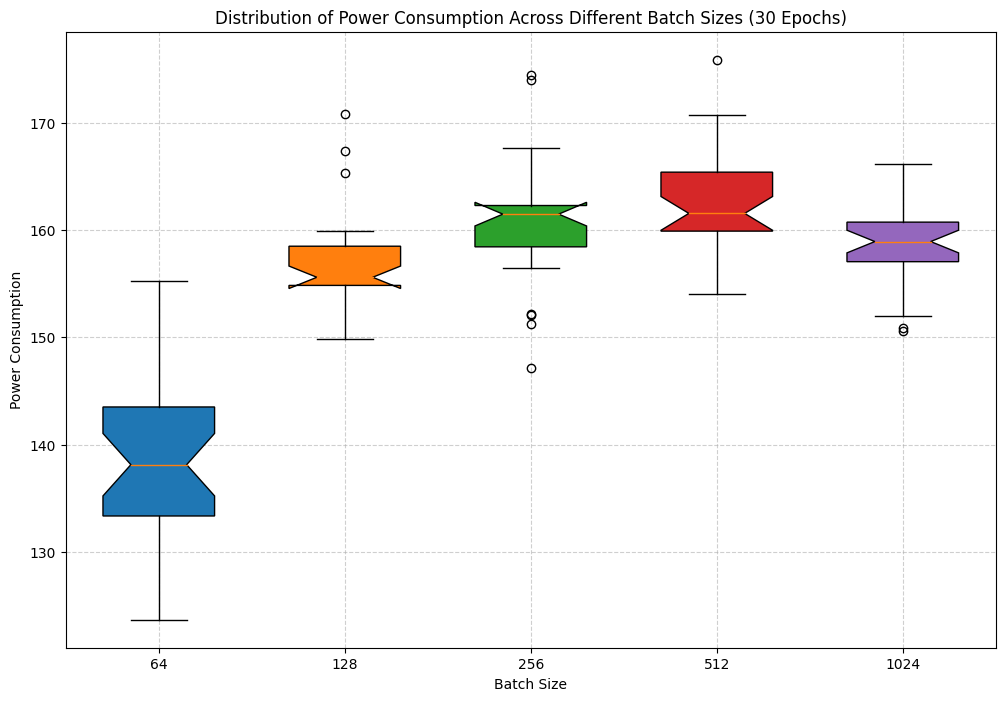 Distribution of Power Consumption Across Different Batch Sizes (30 Epochs)
Power Consumption
170
160
150
140
130
64 128 256 512 1024
Batch Size